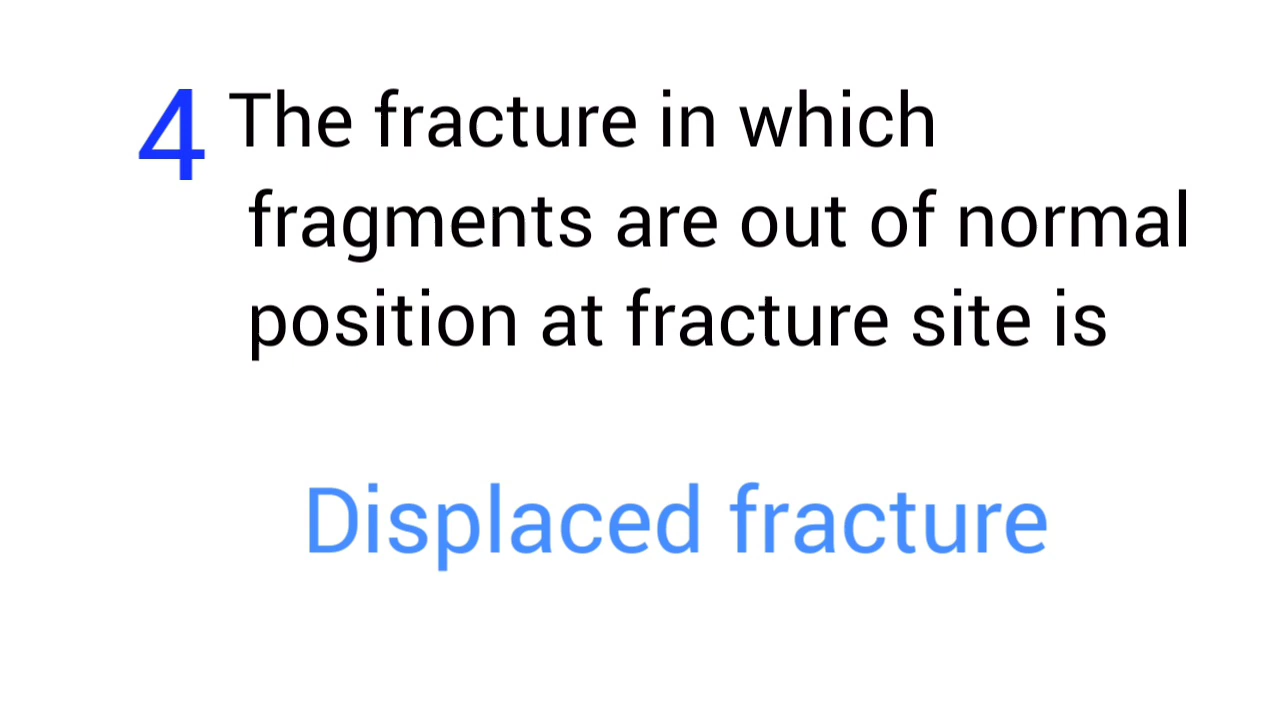 4 The fracture in which
fragments are out of normal
position at fracture site is
Displaced fracture